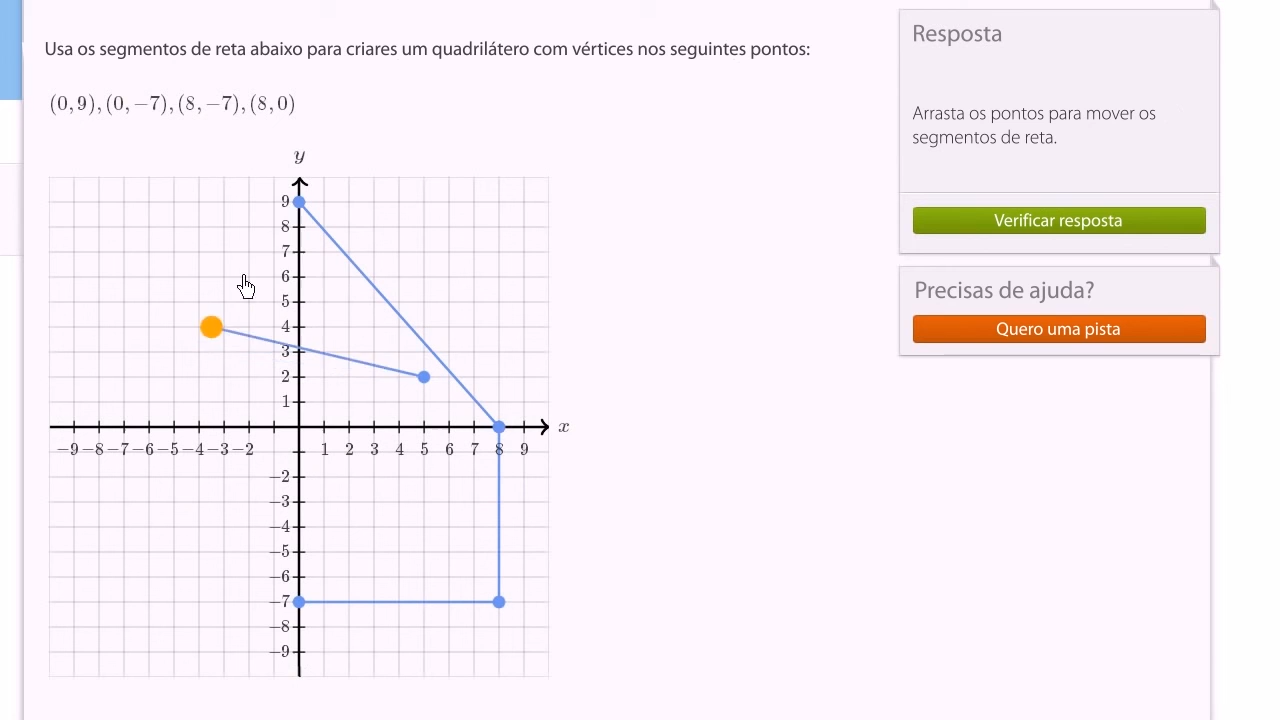 Usa os segmentos de reta abaixo para criares um quadrilátero com vértices nos seguintes pontos:
(0, 9), (0, −7), (8, −7), (8, 0)
y
9
8
7
6
5
4
3
2
1
x
−9 −8 −7 −6 −5 −4 −3 −2 1 2 3 4 5 6 7 8 9
−2
−3
−4
−5
−6
−7
−8
−9
Resposta
Arrasta os pontos para mover os
segmentos de reta.
Verificar resposta
Precisas de ajuda?
Quero uma pista